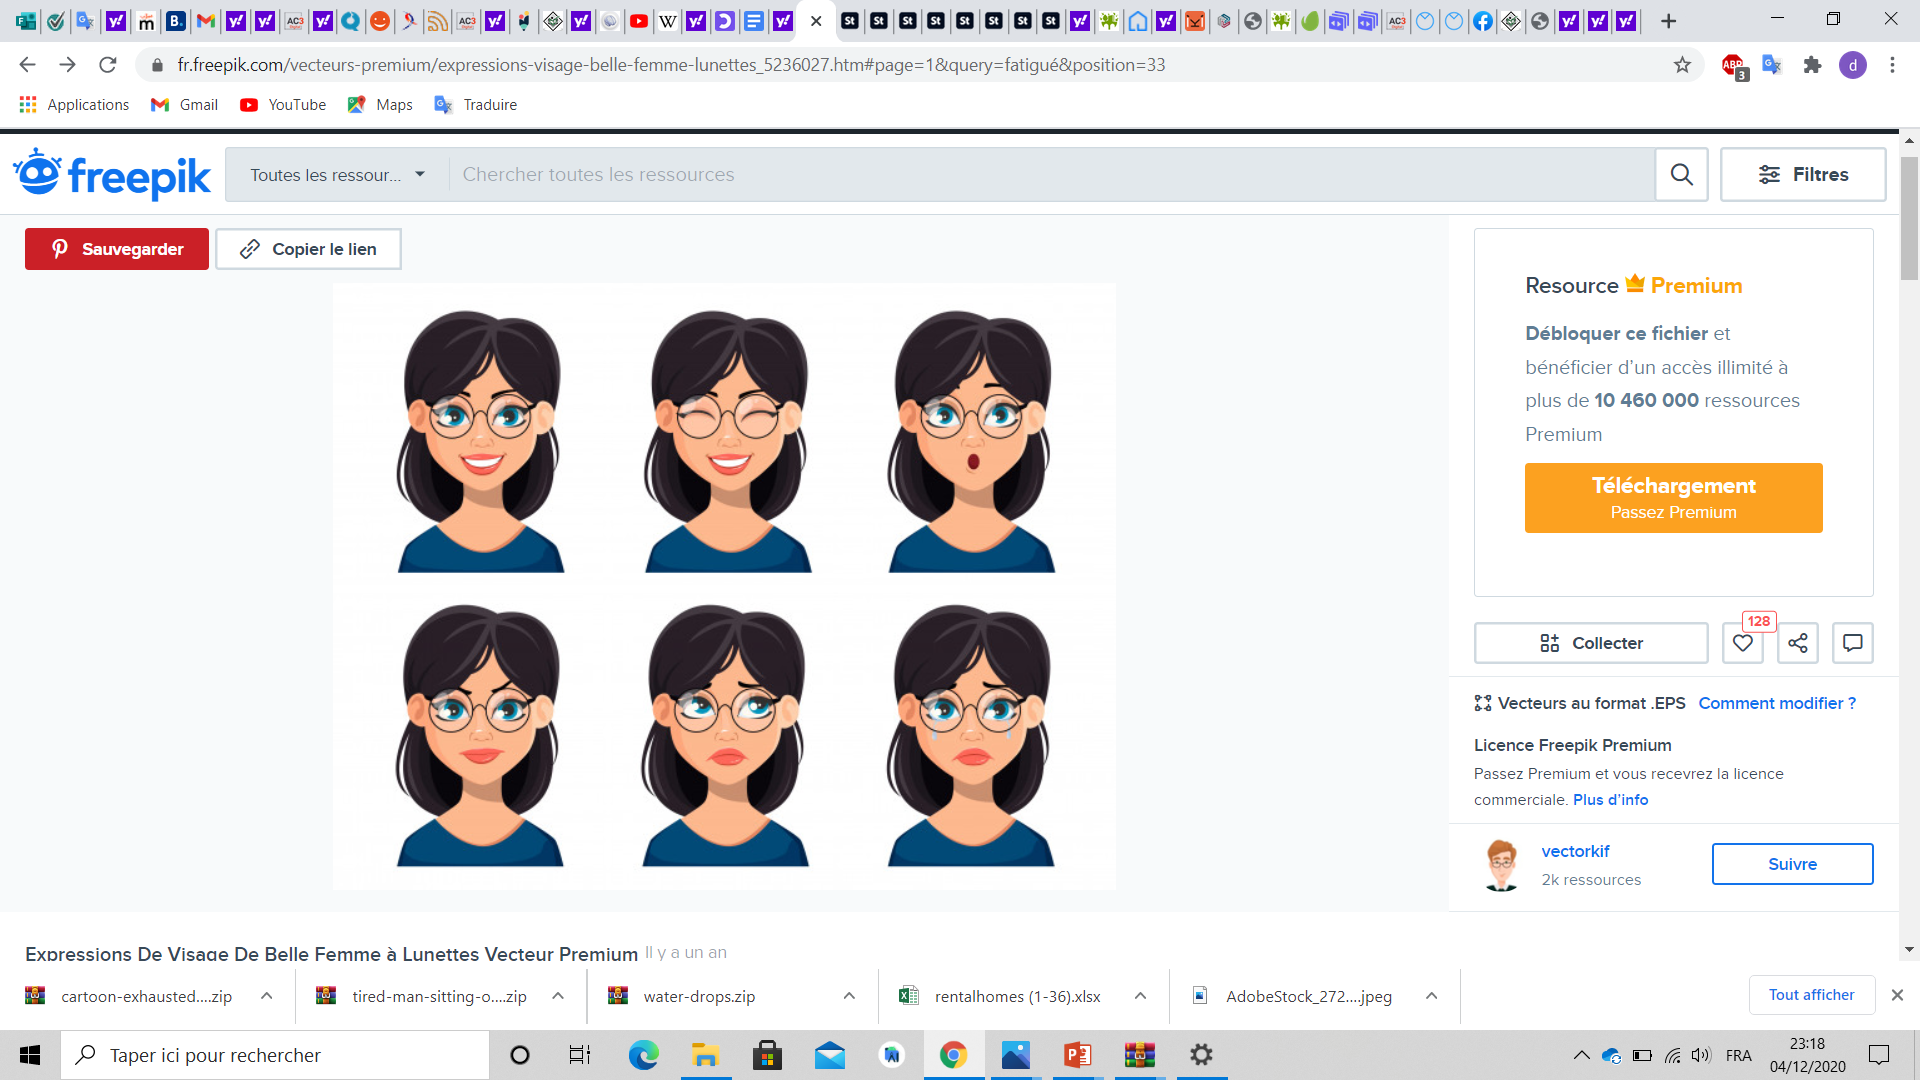 fr.freepik.com/vecteurs-premium/expressions-visage-belle-femme-lunettes_5236027.htm#page=1&query=fatigué&position=33
ABP
3
d
Applications
Gmail
YouTube
Maps
Traduire
freepik
Toutes les ressour...
Chercher toutes les ressources
Filtres
Sauvegarder
Copier le lien
Resource Premium
Débloquer ce fichier et
bénéficier d'un accès illimité à
plus de 10 460 000 ressources
Premium
Téléchargement
Passez Premium
128
Collecter
Vecteurs au format .EPS Comment modifier ?
Licence Freepik Premium
Passez Premium et vous recevrez la licence
commerciale. Plus d'info
vectorkif
2k ressources
Suivre
Expressions De Visage De Belle Femme à Lunettes Vecteur Premium Il y a un an
cartoon-exhausted....zip
tired-man-sitting-o....zip
water-drops.zip
rentalhomes (1-36).xlsx
AdobeStock_272....jpeg
Tout afficher
Taper ici pour rechercher
FRA
23:18
04/12/2020